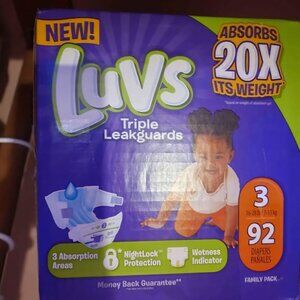 NEW!
Luvs
Triple
Leakguards
ABSORBS
20X
ITS WEIGHT*
3
92
DIAPERS
PAÑALES
3 Absorption
Areas
NightLock™
Protection
Wetness
Indicator
Money Back Guarantee**
FAMILY PACK